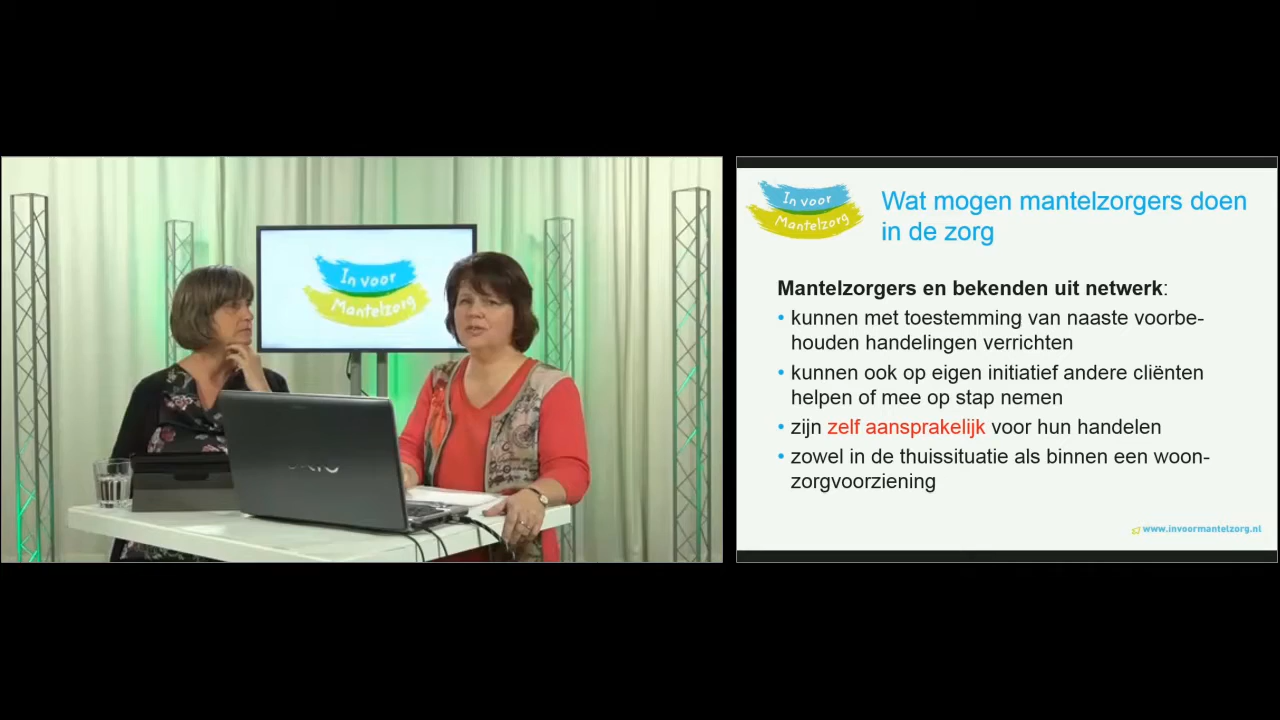 In voor
Mantelzorg
VAIO
In voor
Mantelzorg
Wat mogen mantelzorgers doen
in de zorg
Mantelzorgers en bekenden uit netwerk:
• kunnen met toestemming van naaste voorbe-
houden handelingen verrichten
• kunnen ook op eigen initiatief andere cliënten
helpen of mee op stap nemen
• zijn zelf aansprakelijk voor hun handelen
• zowel in de thuissituatie als binnen een woon-
zorgvoorziening
www.invoormantelzorg.nl